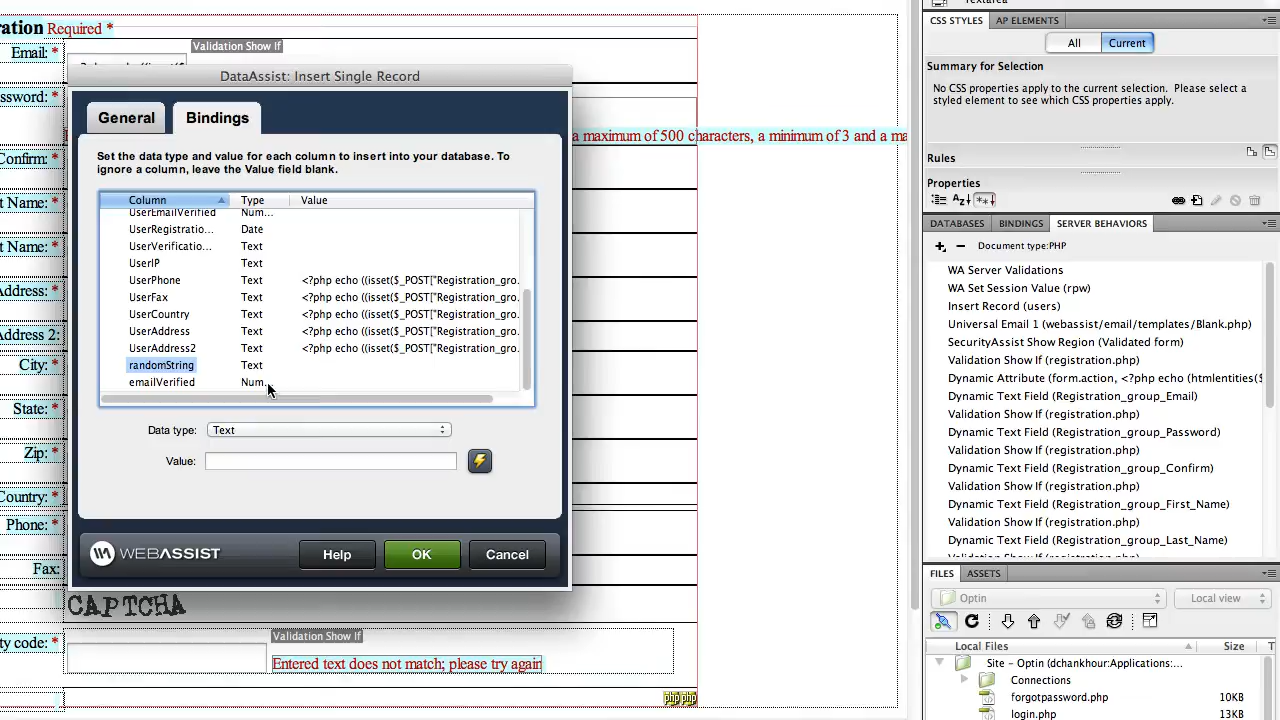 ration Required *
Email: *
Validation Show If
ssword: *
a maximum of 500 characters, a minimum of 3 and a ma
Confirm: *
t Name: *
t Name: *
Address: *
Address 2:
City: *
State: *
Zip: *
Country: *
Phone: *
Fax:
CAPTCHA
ty code: *
Validation Show If
Entered text does not match; please try again
php php
DataAssist: Insert Single Record
General
Bindings
Set the data type and value for each column to insert into your database. To
ignore a column, leave the Value field blank.
Column Type Value
UserEmailVerified Num...
UserRegistratio... Date
UserVerificatio... Text
UserIP Text
UserPhone Text <?php echo ((isset($_POST["Registration_gro.
UserFax Text <?php echo ((isset($_POST["Registration_gro.
UserCountry Text <?php echo ((isset($_POST["Registration_gro.
UserAddress Text <?php echo ((isset($_POST["Registration_gro.
UserAddress2 Text <?php echo ((isset($_POST["Registration_gro.
randomString Text
emailVerified Num...
Data type: Text
Value:
WEBASSIST
Help
OK
Cancel
Textarea
CSS STYLES
AP ELEMENTS
All
Current
Summary for Selection
No CSS properties apply to the current selection. Please select a
styled element to see which CSS properties apply.
Rules
Properties
DATABASES
BINDINGS
SERVER BEHAVIORS
Document type:PHP
WA Server Validations
WA Set Session Value (rpw)
Insert Record (users)
Universal Email 1 (webassist/email/templates/Blank.php)
SecurityAssist Show Region (Validated form)
Validation Show If (registration.php)
Dynamic Attribute (form.action, <?php echo (htmlentities($
Dynamic Text Field (Registration_group_Email)
Validation Show If (registration.php)
Dynamic Text Field (Registration_group_Password)
Validation Show If (registration.php)
Dynamic Text Field (Registration_group_Confirm)
Validation Show If (registration.php)
Dynamic Text Field (Registration_group_First_Name)
Validation Show If (registration.php)
Dynamic Text Field (Registration_group_Last_Name)
Validation Show If (registration.php)
FILES
ASSETS
Optin
Local view
Local Files
Size
T
Site - Optin (dchankhour:Applications:...
Connections
forgotpassword.php 10KB
login.php 13KB